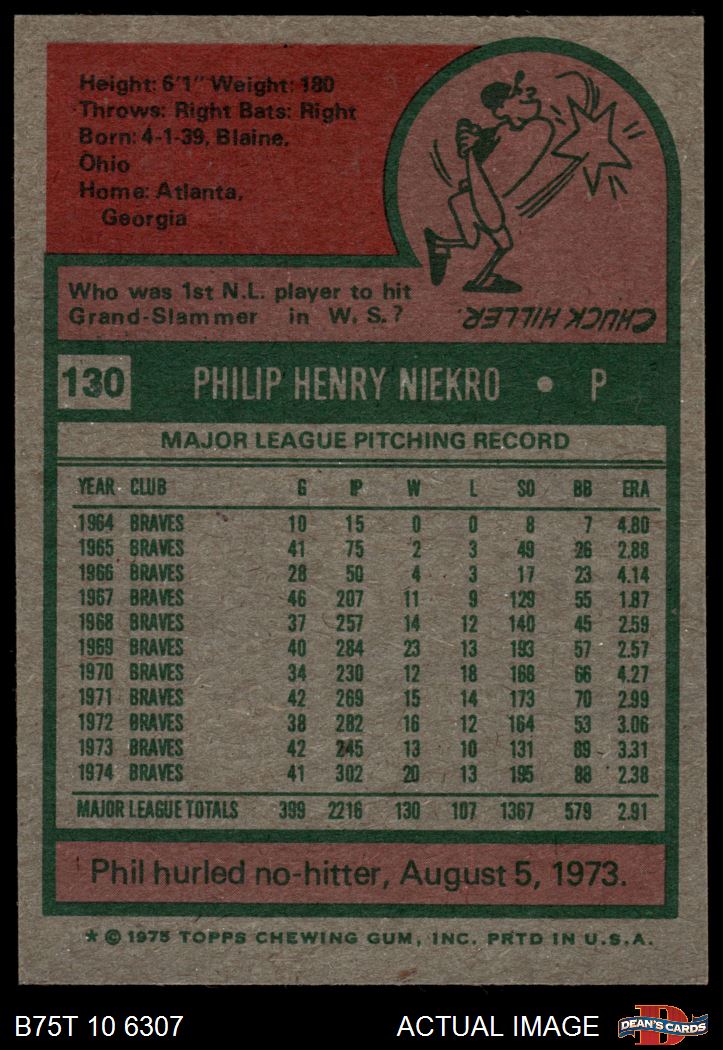 Height: 6'1" Weight: 180
Throws: Right Bats: Right
Born: 4-1-39, Blaine,
Ohio
Home: Atlanta,
Georgia
Who was 1st N.L. player to hit
Grand-Slammer in W. S.?
CHUCK HILLER.
130 PHILIP HENRY NIEKRO • P
MAJOR LEAGUE PITCHING RECORD
YEAR CLUB G IP W L SO BB ERA
1964 BRAVES 10 15 0 0 8 7 4.80
1965 BRAVES 41 75 2 3 49 26 2.88
1966 BRAVES 28 50 4 3 17 23 4.14
1967 BRAVES 46 207 11 9 129 55 1.87
1968 BRAVES 37 257 14 12 140 45 2.59
1969 BRAVES 40 284 23 13 193 57 2.57
1970 BRAVES 34 230 12 18 168 66 4.27
1971 BRAVES 42 269 15 14 173 70 2.99
1972 BRAVES 38 282 16 12 164 53 3.06
1973 BRAVES 42 245 13 10 131 89 3.31
1974 BRAVES 41 302 20 13 195 88 2.38
MAJOR LEAGUE TOTALS 399 2216 130 107 1367 579 2.91
Phil hurled no-hitter, August 5, 1973.
* © 1975 TOPPS CHEWING GUM, INC. PRTD IN U.S.A.
B75T 10 6307 ACTUAL IMAGE
D
DEAN'S CARDS